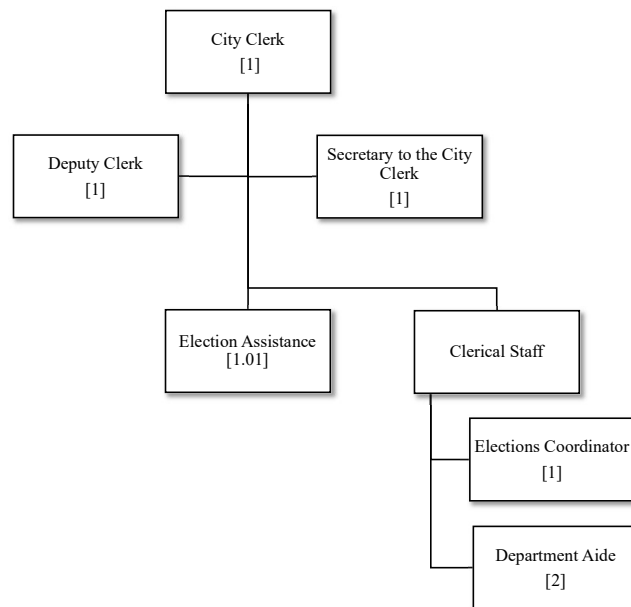 City Clerk
[1]
Deputy Clerk
[1]
Secretary to the City
Clerk
[1]
Election Assistance
[1.01]
Clerical Staff
Elections Coordinator
[1]
Department Aide
[2]